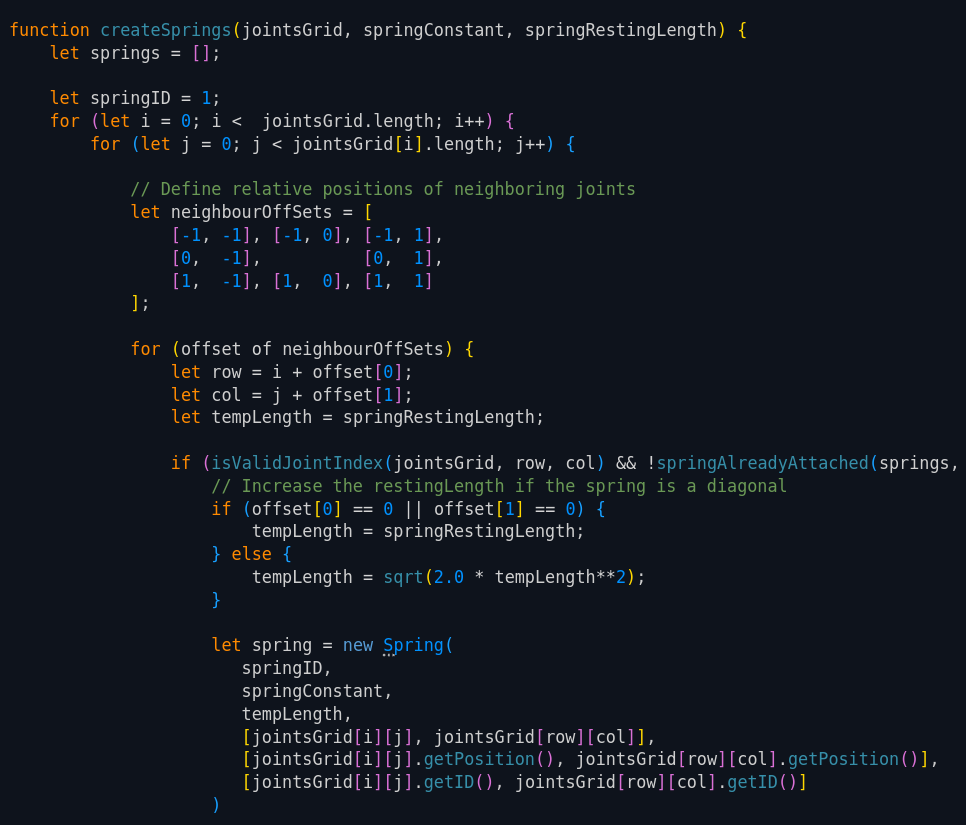 function createSprings(jointsGrid, springConstant, springRestingLength) {
    let springs = [];

    let springID = 1;
    for (let i = 0; i <  jointsGrid.length; i++) {
        for (let j = 0; j < jointsGrid[i].length; j++) {

            // Define relative positions of neighboring joints
            let neighbourOffSets = [
                [-1, -1], [-1, 0], [-1, 1],
                [0,  -1],          [0,  1],
                [1,  -1], [1,  0], [1,  1]
            ];

            for (offset of neighbourOffSets) {
                let row = i + offset[0];
                let col = j + offset[1];
                let tempLength = springRestingLength;

                if (isValidJointIndex(jointsGrid, row, col) && !springAlreadyAttached(springs,
                    // Increase the restingLength if the spring is a diagonal
                    if (offset[0] == 0 || offset[1] == 0) {
                        tempLength = springRestingLength;
                    } else {
                        tempLength = sqrt(2.0 * tempLength**2);
                    }

                    let spring = new Spring(
                       springID,
                       springConstant,
                       tempLength,
                       [jointsGrid[i][j], jointsGrid[row][col]],
                       [jointsGrid[i][j].getPosition(), jointsGrid[row][col].getPosition()],
                       [jointsGrid[i][j].getID(), jointsGrid[row][col].getID()]
                    )